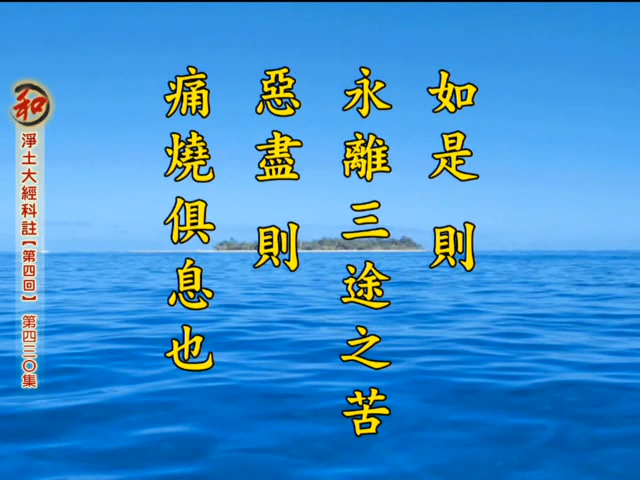 如是 則
永離三途之苦
惡盡 則
痛燒俱息也
和
淨土大經科註【第四回】 第四三〇集